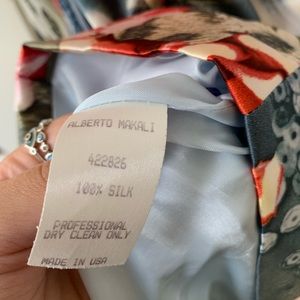 ALBERTO MAKALI
422826
100% SILK
PROFESSIONAL
DRY CLEAN ONLY
MADE IN USA